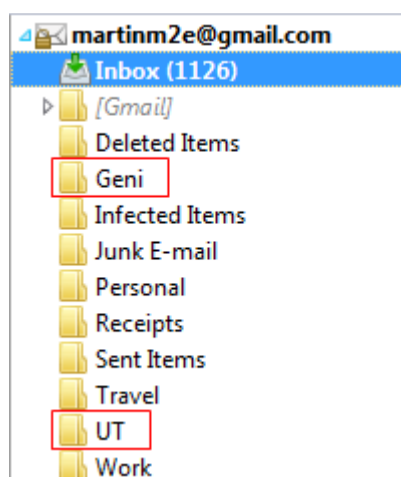 martinm2e@gmail.com
Inbox (1126)
[Gmail]
Deleted Items
Geni
Infected Items
Junk E-mail
Personal
Receipts
Sent Items
Travel
UT
Work